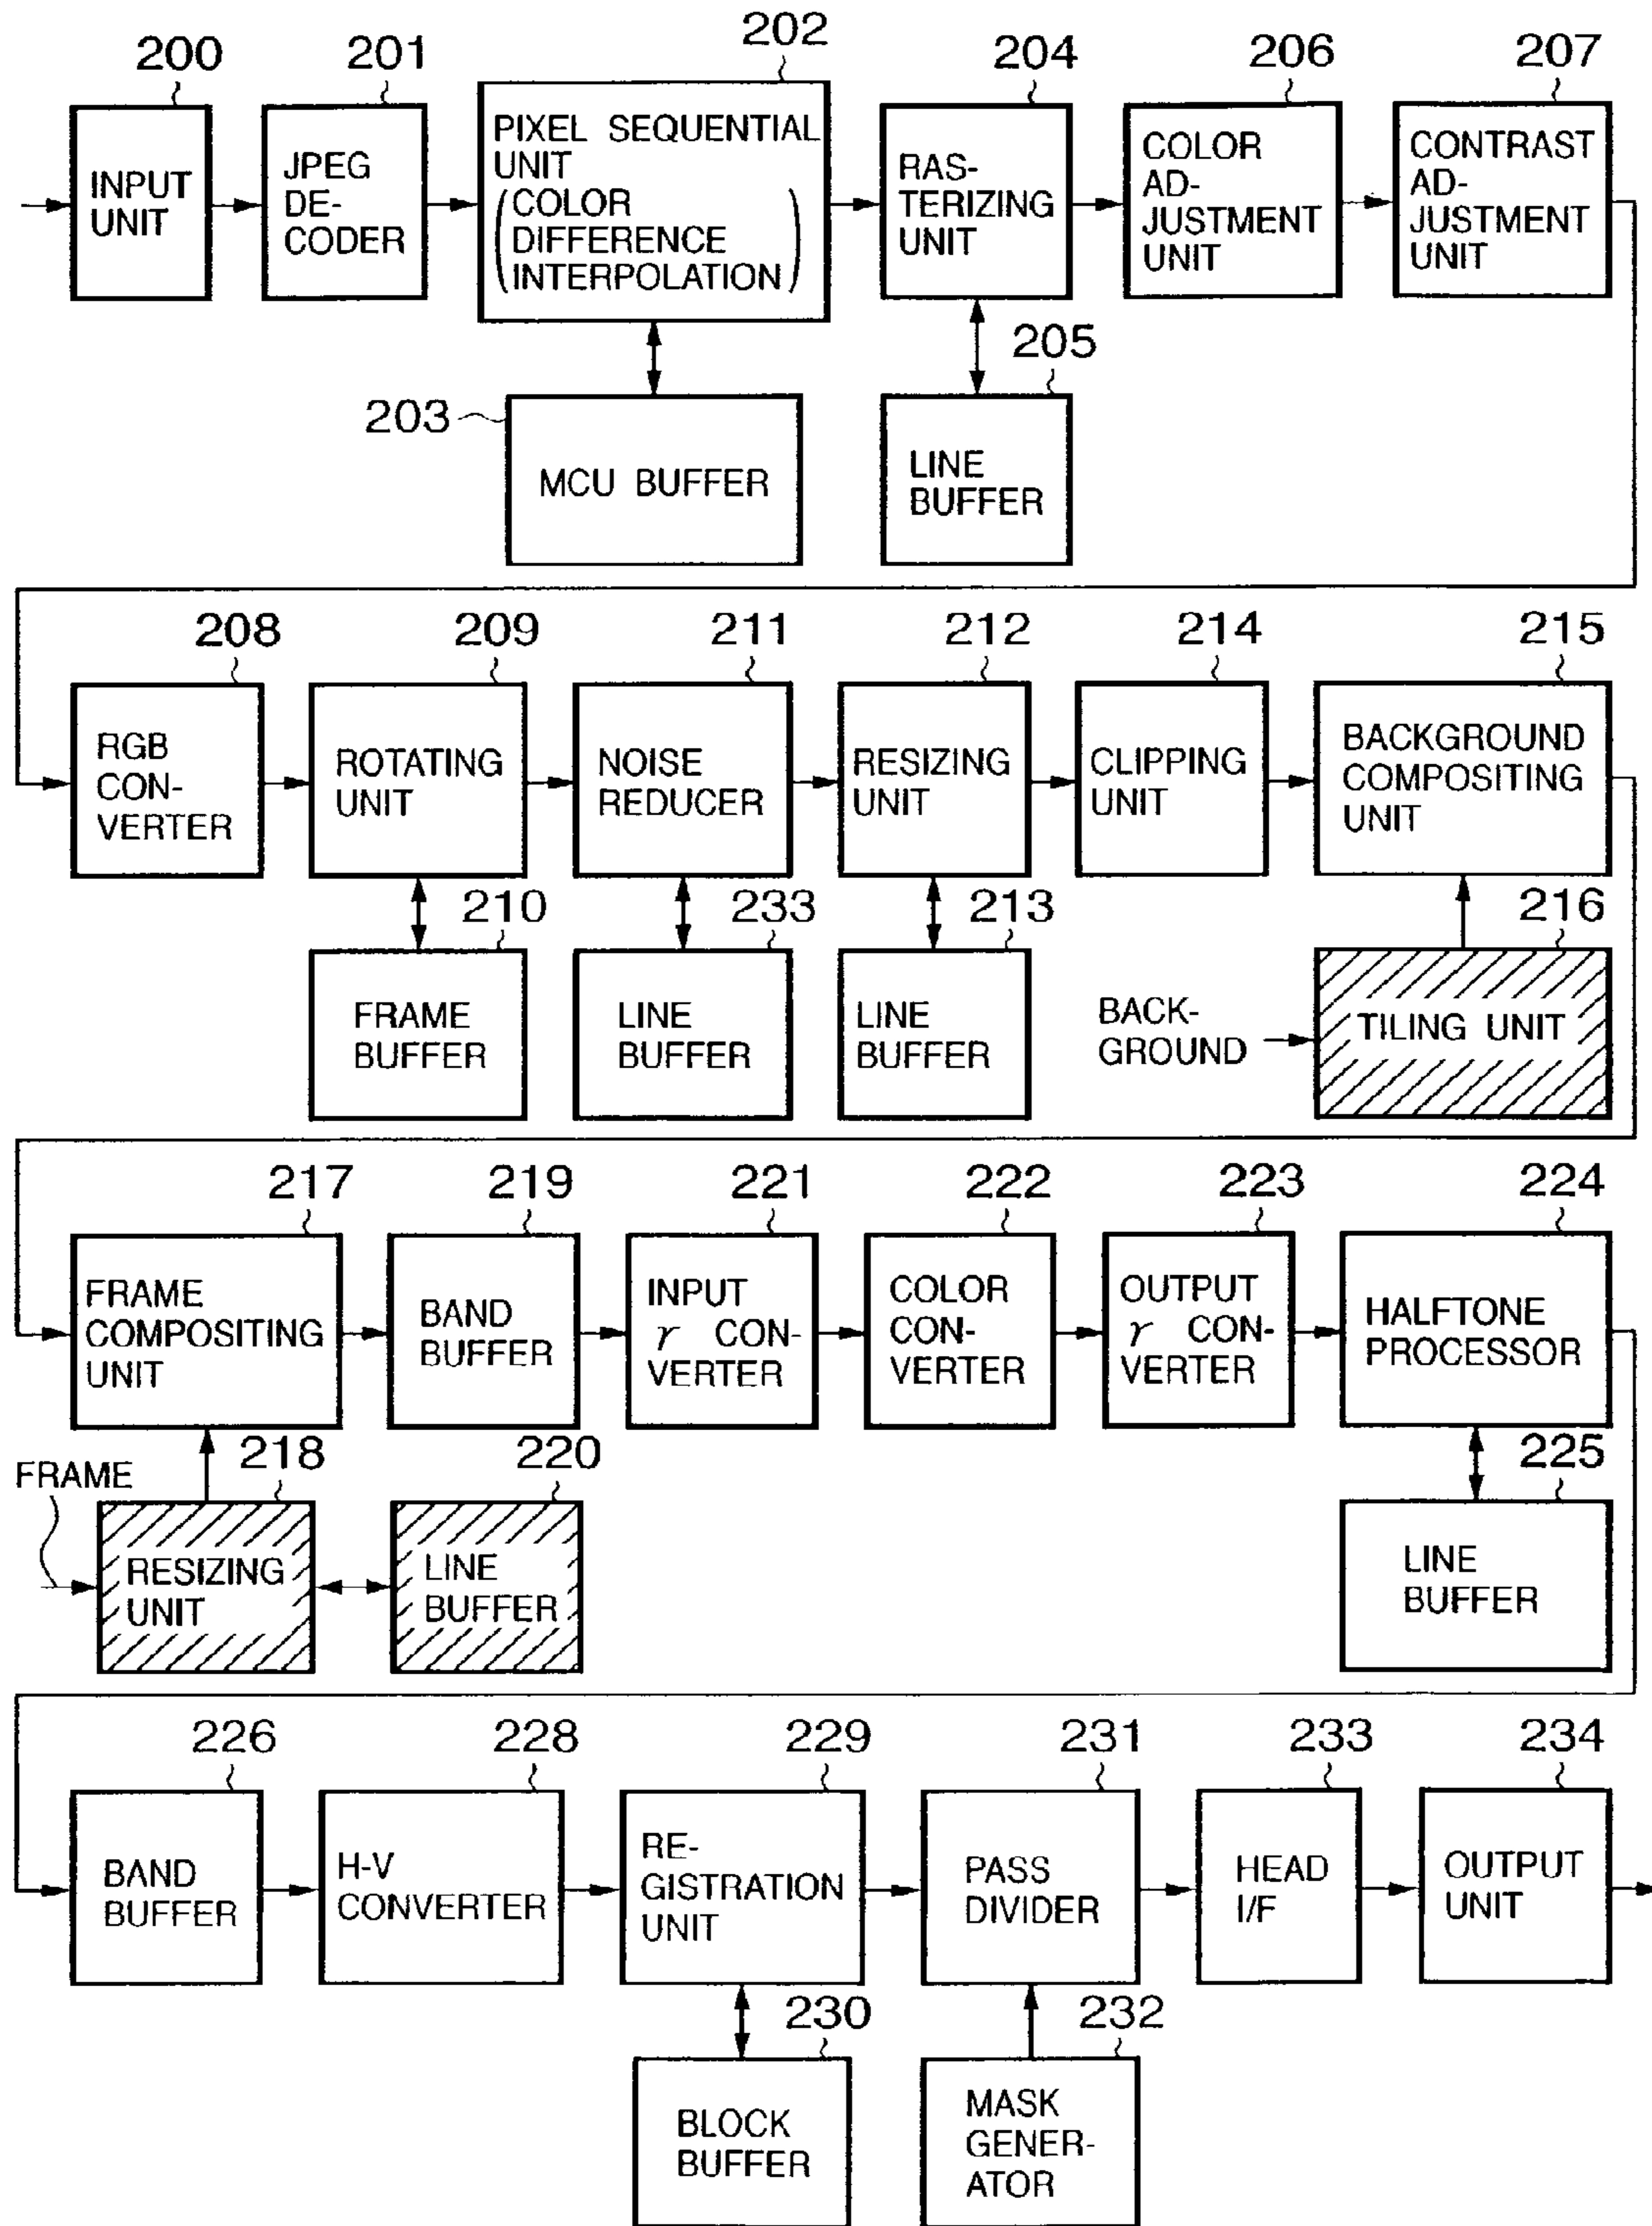 200
201
202
204
206
207
INPUT
UNIT
JPEG
DE-
CODER
PIXEL SEQUENTIAL
UNIT
(COLOR
DIFFERENCE
INTERPOLATION)
RAS-
TERIZING
UNIT
COLOR
AD-
JUSTMENT
UNIT
CONTRAST
AD-
JUSTMENT
UNIT
203
MCU BUFFER
205
LINE
BUFFER
208
209
211
212
214
215
RGB
CON-
VERTER
ROTATING
UNIT
NOISE
REDUCER
RESIZING
UNIT
CLIPPING
UNIT
BACKGROUND
COMPOSITING
UNIT
210
233
213
216
FRAME
BUFFER
LINE
BUFFER
LINE
BUFFER
BACK-
GROUND
TILING UNIT
217
219
221
222
223
224
FRAME
COMPOSITING
UNIT
BAND
BUFFER
INPUT
γ CON-
VERTER
COLOR
CON-
VERTER
OUTPUT
γ CON-
VERTER
HALFTONE
PROCESSOR
FRAME
218
220
225
RESIZING
UNIT
LINE
BUFFER
LINE
BUFFER
226
228
229
231
233
234
BAND
BUFFER
H-V
CONVERTER
RE-
GISTRATION
UNIT
PASS
DIVIDER
HEAD
I/F
OUTPUT
UNIT
230
232
BLOCK
BUFFER
MASK
GENER-
ATOR